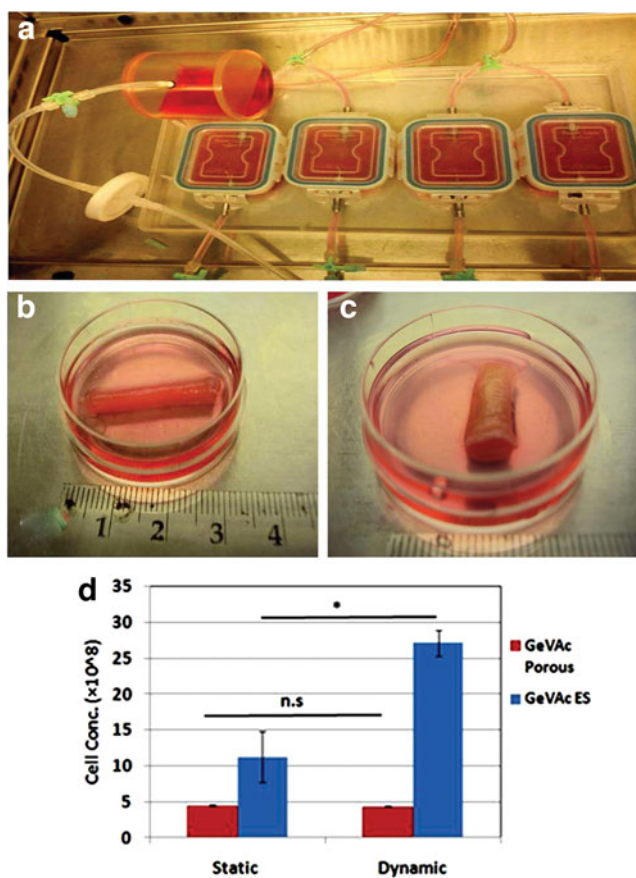 a
b
c
1 2 3 4
d
35
30
25
20
15
10
5
0
Cell Conc. (×10^8)
*
n.s
Static
Dynamic
GeVAc
Porous
GeVAc ES